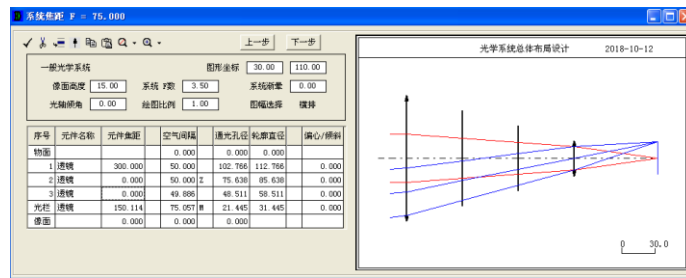 系统焦距 F = 75.000
上一步 下一步
一般光学系统 图形坐标 30.00 110.00
像面高度 15.00 系统 F数 3.50 系统渐晕 0.00
光轴倾角 0.00 绘图比例 1.00 图幅选择 横排
序号 元件名称 元件焦距 空气间隔 通光孔径 轮廓直径 偏心/倾斜
物面 0.000 0.000 0.000
1 透镜 300.000 50.000 102.766 112.766 0.000
2 透镜 0.000 50.000 Z 75.638 85.638 0.000
3 透镜 0.000 49.886 48.511 58.511 0.000
光栏 透镜 150.114 75.057 M 21.445 31.445 0.000
像面 0.000 0.000 0.000
光学系统总体布局设计 2018-10-12
0 30.0